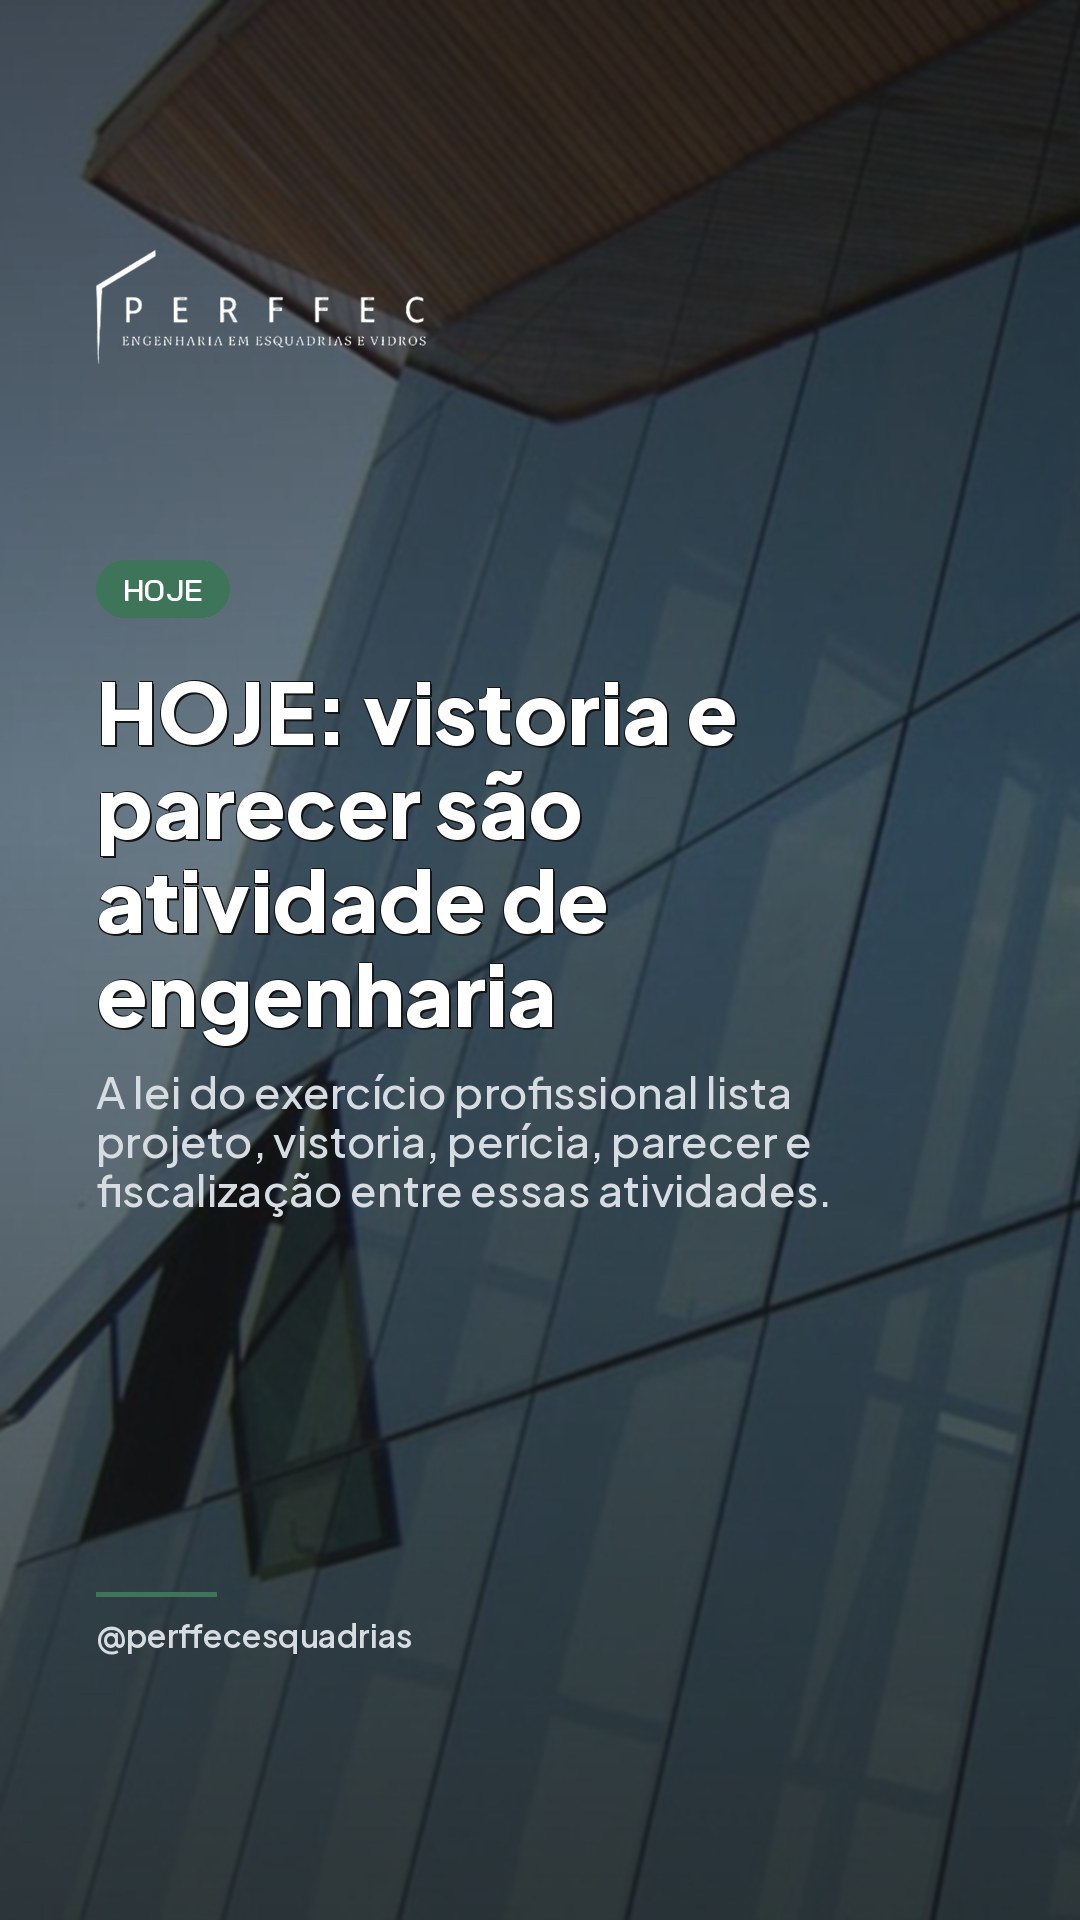 PERFFEC
ENGENHARIA EM ESQUADRIAS E VIDROS
HOJE
HOJE: vistoria e
parecer são
atividade de
engenharia
A lei do exercício profissional lista
projeto, vistoria, perícia, parecer e
fiscalização entre essas atividades.
@perffecesquadrias